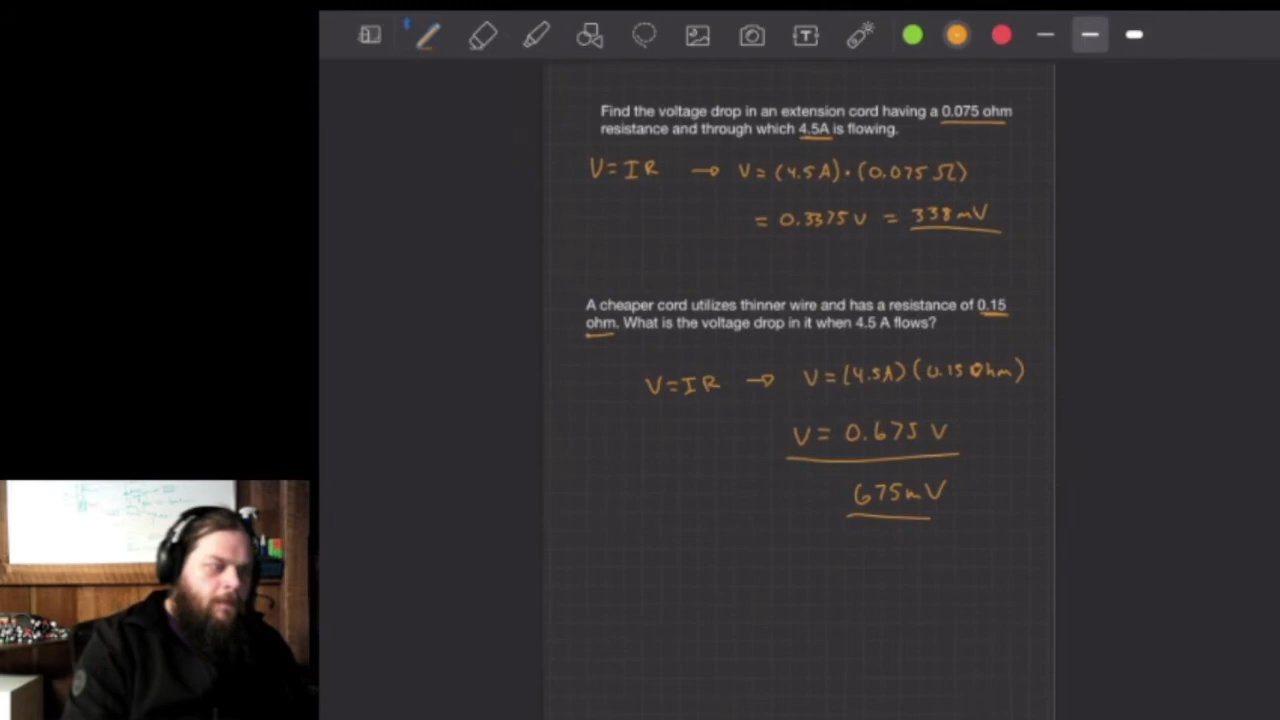 Find the voltage drop in an extension cord having a 0.075 ohm
resistance and through which 4.5A is flowing.
V=IR → V=(4.5A)·(0.075Ω)
= 0.3375V = 338mV
A cheaper cord utilizes thinner wire and has a resistance of 0.15
ohm. What is the voltage drop in it when 4.5 A flows?
V=IR → V=(4.5A)(0.15Ohm)
V= 0.675 V
675mV